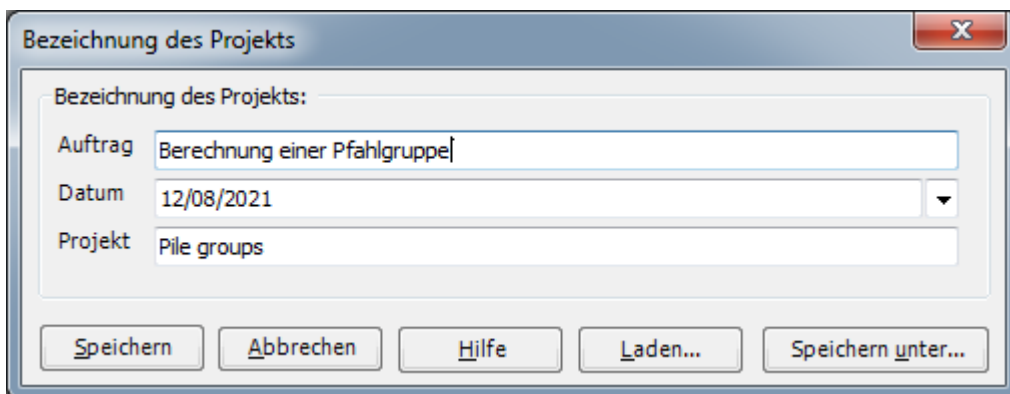 Bezeichnung des Projekts
Bezeichnung des Projekts:
Auftrag Berechnung einer Pfahlgruppe
Datum 12/08/2021
Projekt Pile groups
Speichern Abbrechen Hilfe Laden... Speichern unter...